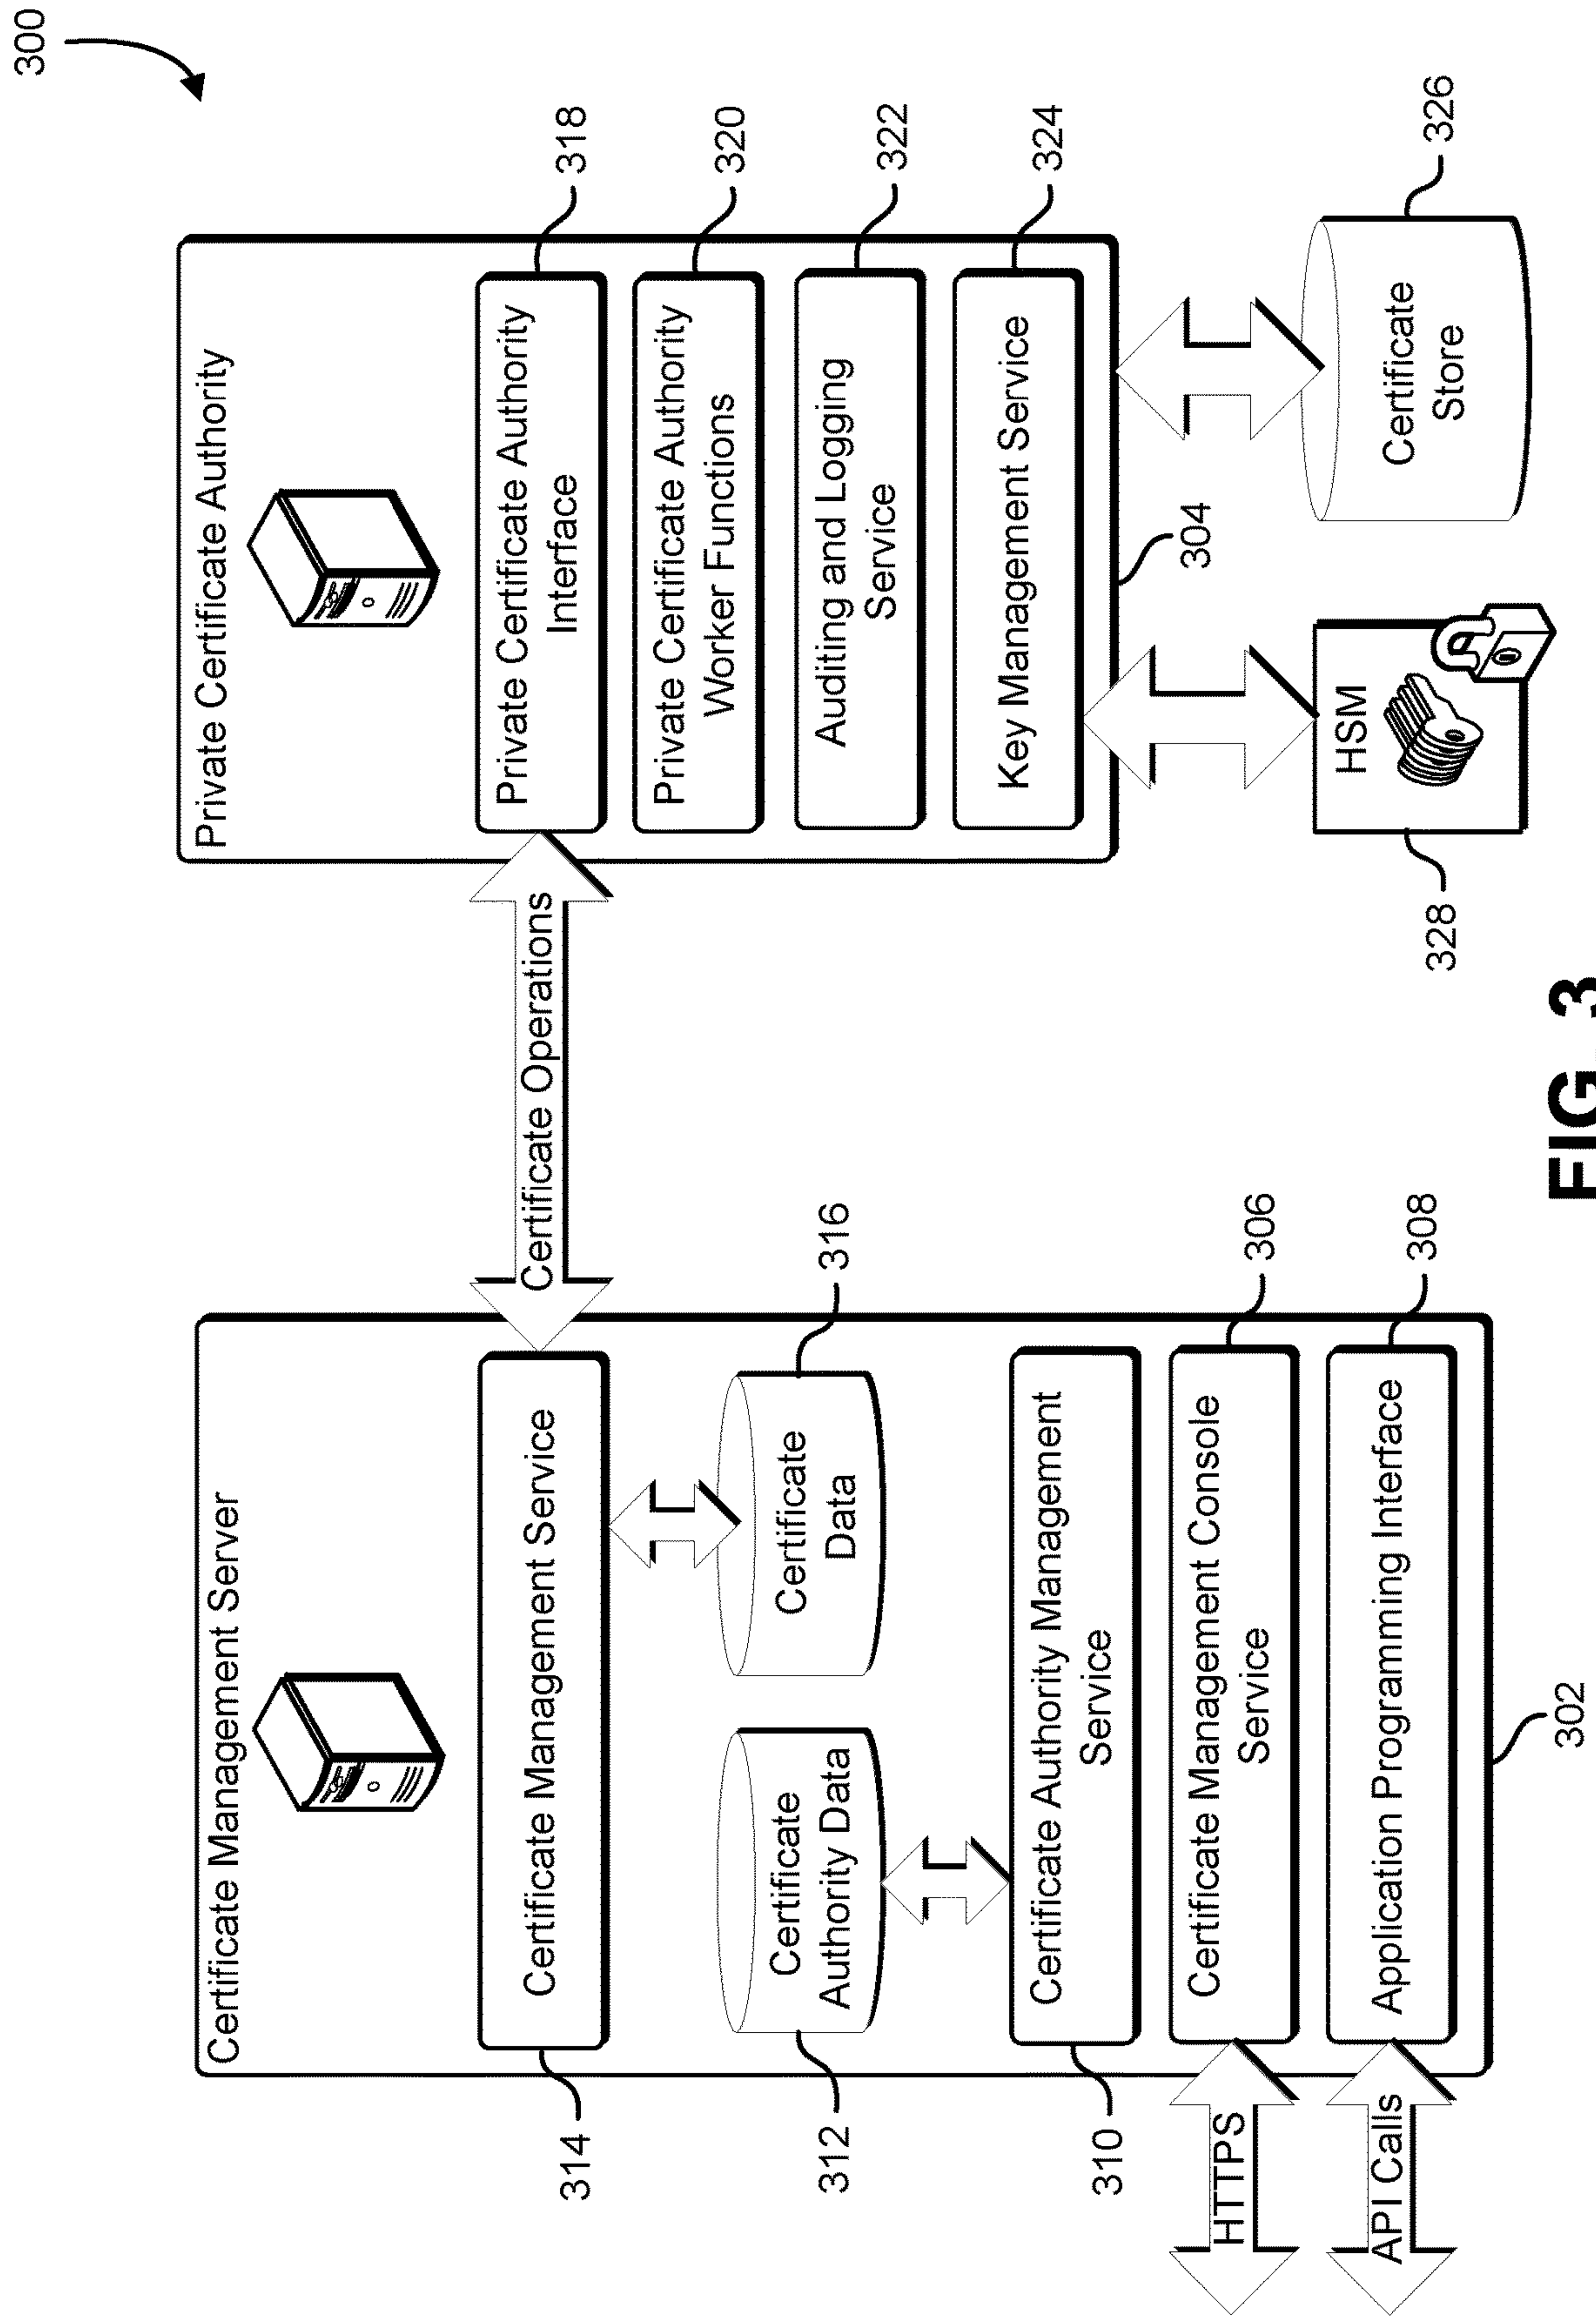 300
Certificate Management Server
314
Certificate Management Service
Certificate Operations
312
Certificate
Authority Data
Certificate
Data
316
310
Certificate Authority Management
Service
HTTPS
Certificate Management Console
Service
306
API Calls
Application Programming Interface
308
302
Private Certificate Authority
Private Certificate Authority
Interface
318
Private Certificate Authority
Worker Functions
320
Auditing and Logging
Service
322
Key Management Service
324
304
328
HSM
Certificate
Store
326
FIG. 3